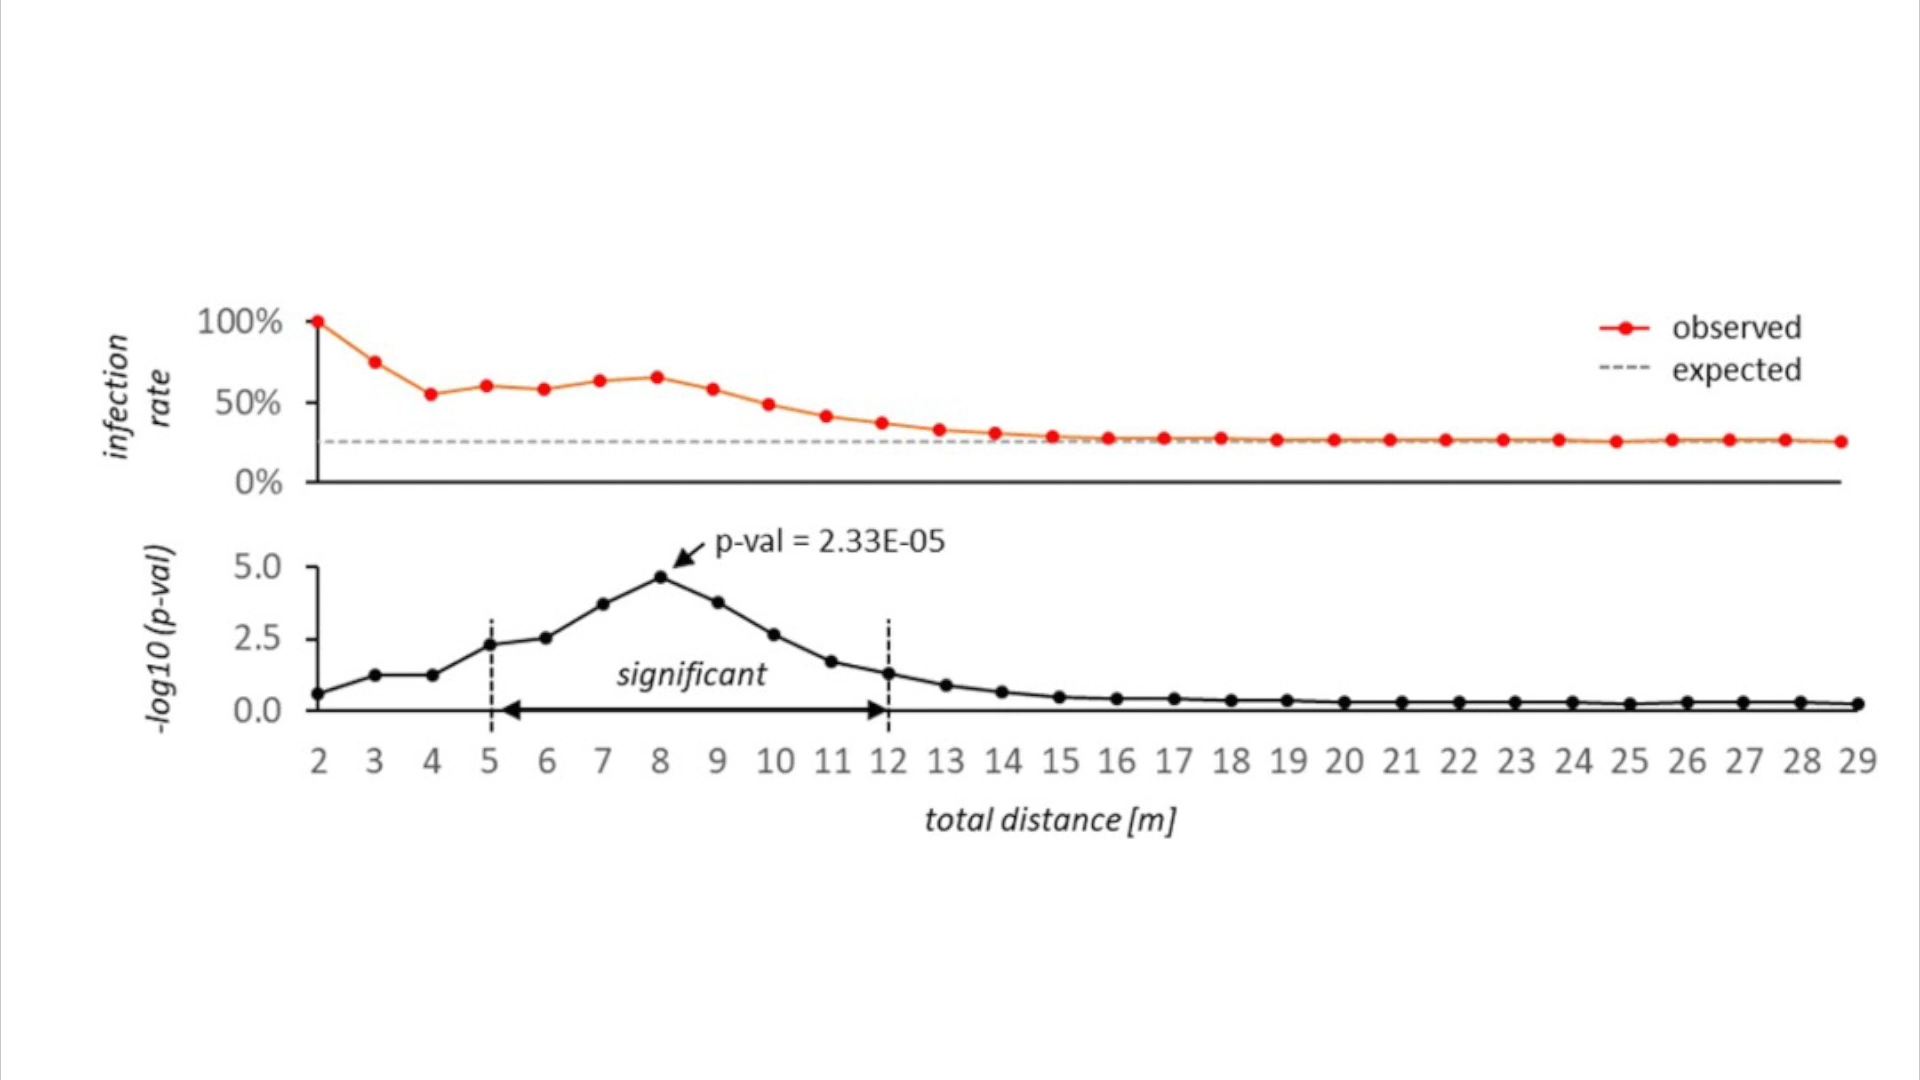 infection
rate
100%
50%
0%
observed
expected
-log10 (p-val)
5.0
2.5
0.0
p-val = 2.33E-05
significant
2 3 4 5 6 7 8 9 10 11 12 13 14 15 16 17 18 19 20 21 22 23 24 25 26 27 28 29
total distance [m]